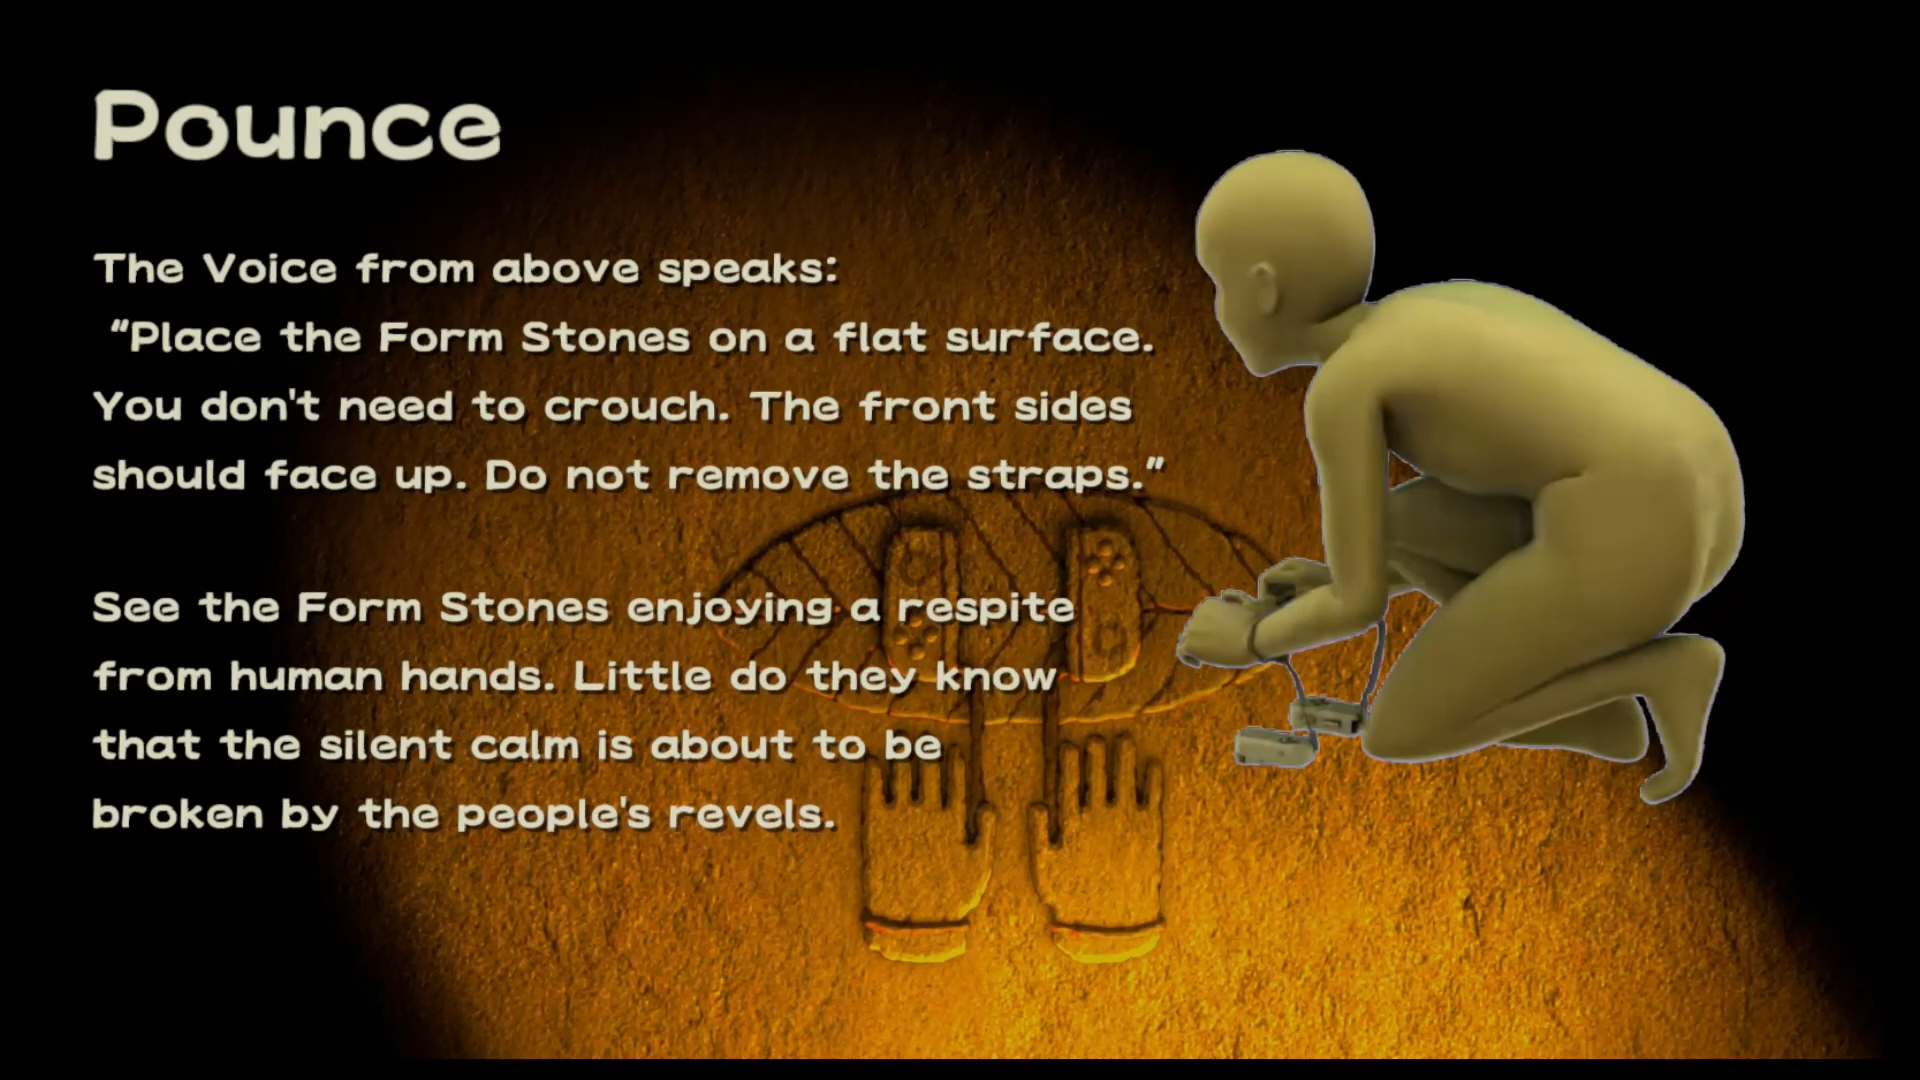 Pounce
The Voice from above speaks:
“Place the Form Stones on a flat surface.
You don't need to crouch. The front sides
should face up. Do not remove the straps.”
See the Form Stones enjoying a respite
from human hands. Little do they know
that the silent calm is about to be
broken by the people's revels.